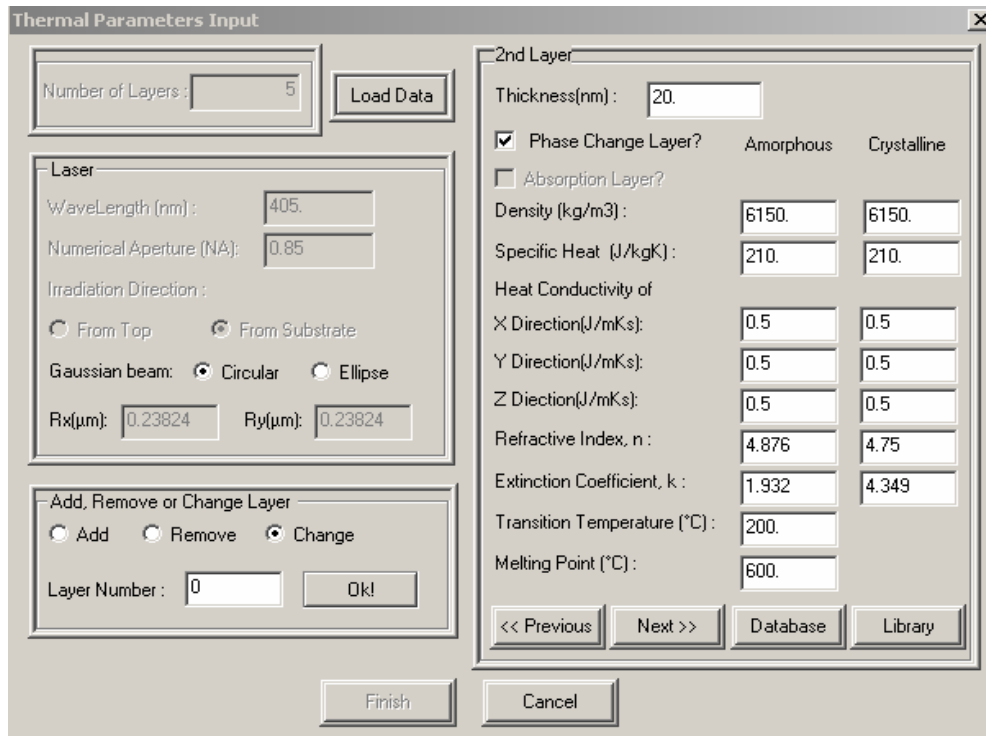 Thermal Parameters Input
Number of Layers : 5
Load Data
Laser
WaveLength (nm) : 405.
Numerical Aperture (NA): 0.85
Irradiation Direction :
From Top From Substrate
Gaussian beam: Circular Ellipse
Rx(µm): 0.23824 Ry(µm): 0.23824
Add, Remove or Change Layer
Add Remove Change
Layer Number : 0 Ok!
2nd Layer
Thickness(nm) : 20.
Phase Change Layer? Amorphous Crystalline
Absorption Layer?
Density (kg/m3) : 6150. 6150.
Specific Heat (J/kgK) : 210. 210.
Heat Conductivity of
X Direction(J/mKs): 0.5 0.5
Y Direction(J/mKs): 0.5 0.5
Z Diection(J/mKs): 0.5 0.5
Refractive Index, n : 4.876 4.75
Extinction Coefficient, k : 1.932 4.349
Transition Temperature (°C) : 200.
Melting Point (°C) : 600.
<< Previous Next >> Database Library
Finish Cancel